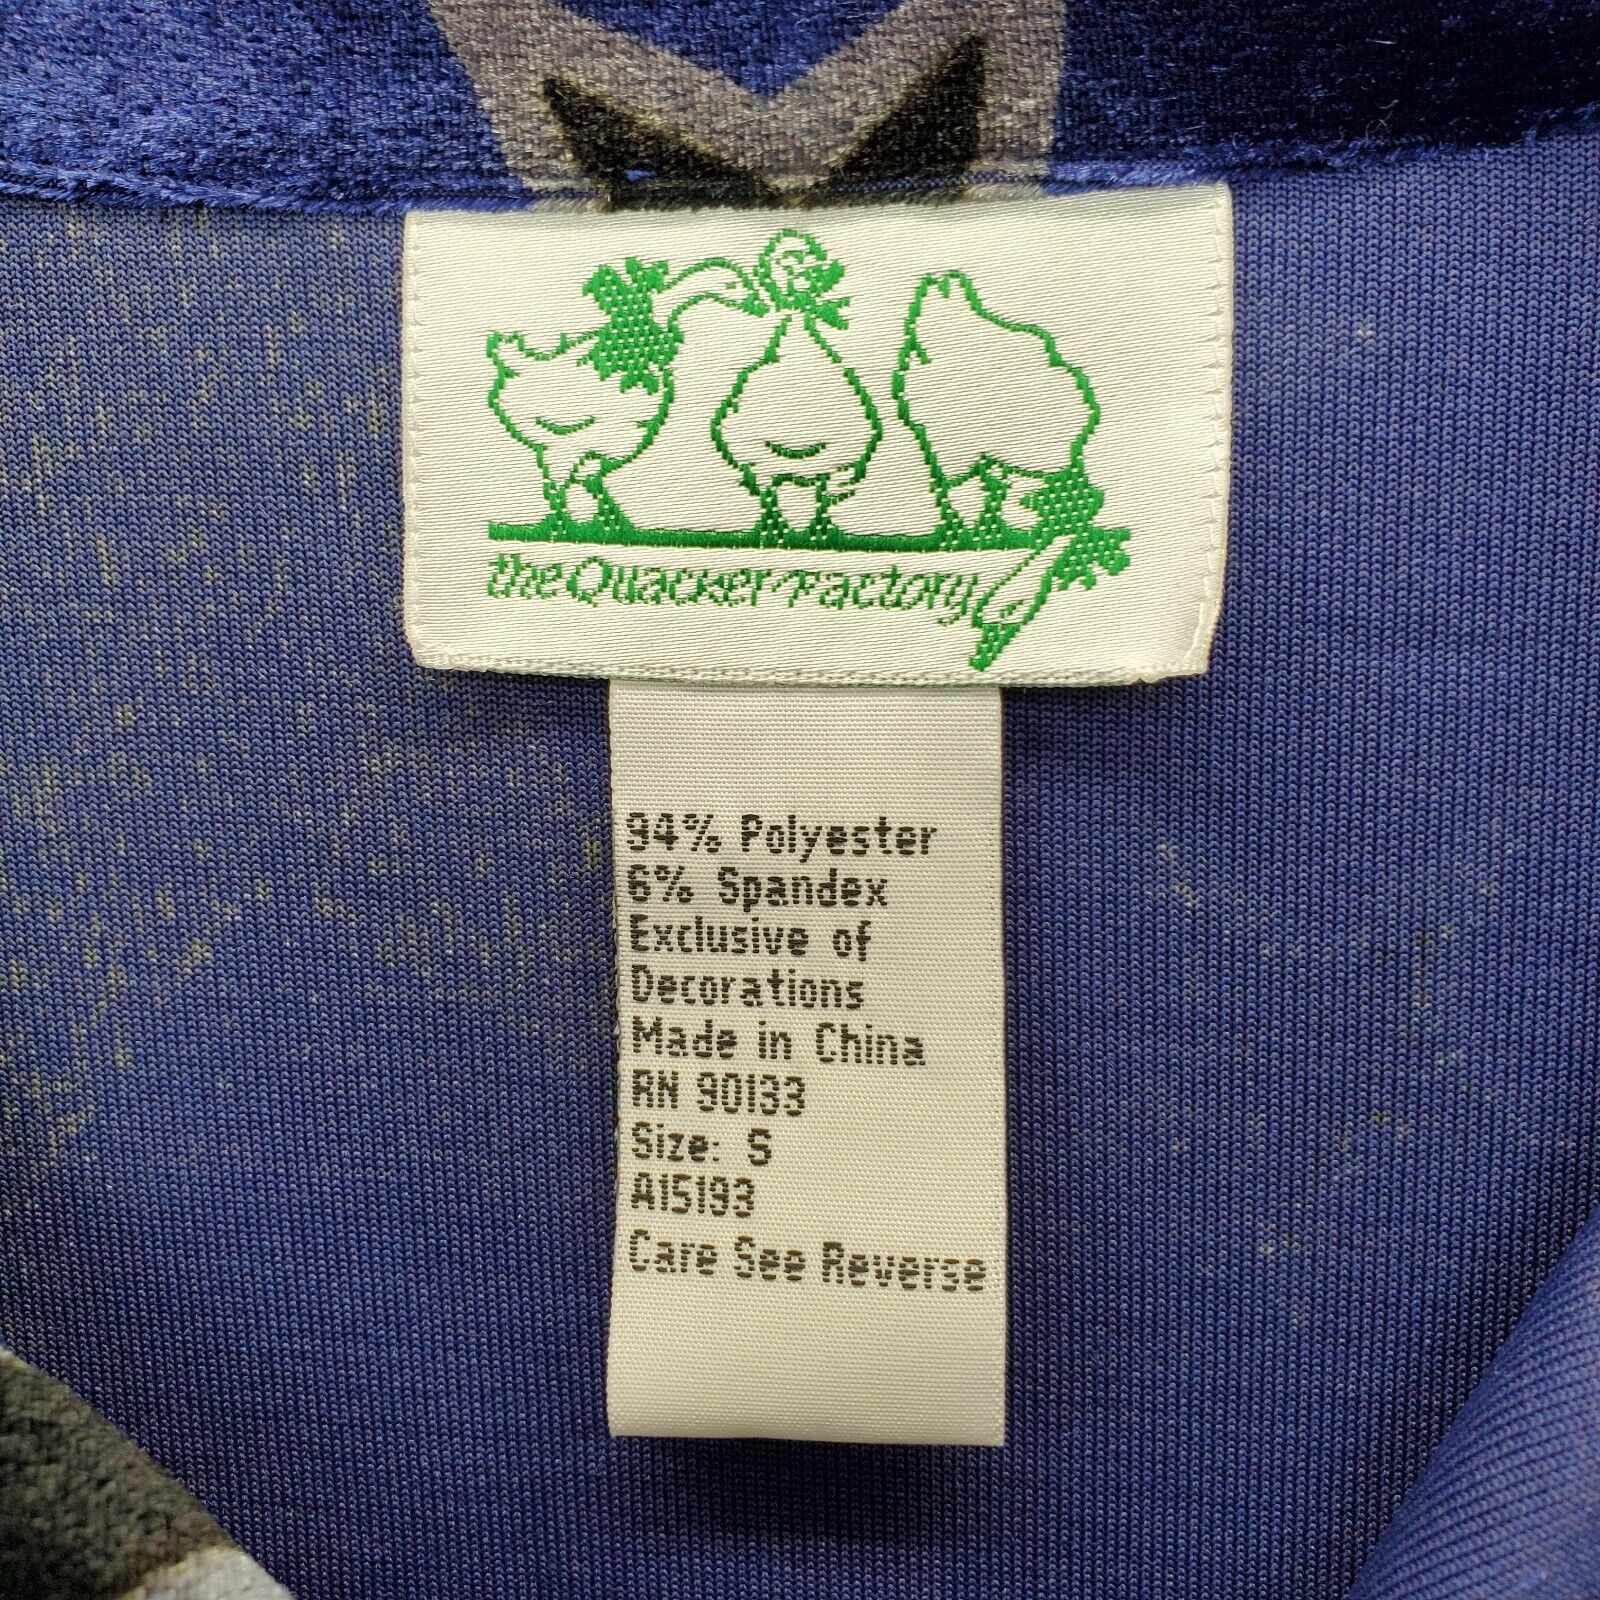 the Quacker Factory
94% Polyester
6% Spandex
Exclusive of
Decorations
Made in China
RN 90133
Size: S
A15193
Care See Reverse